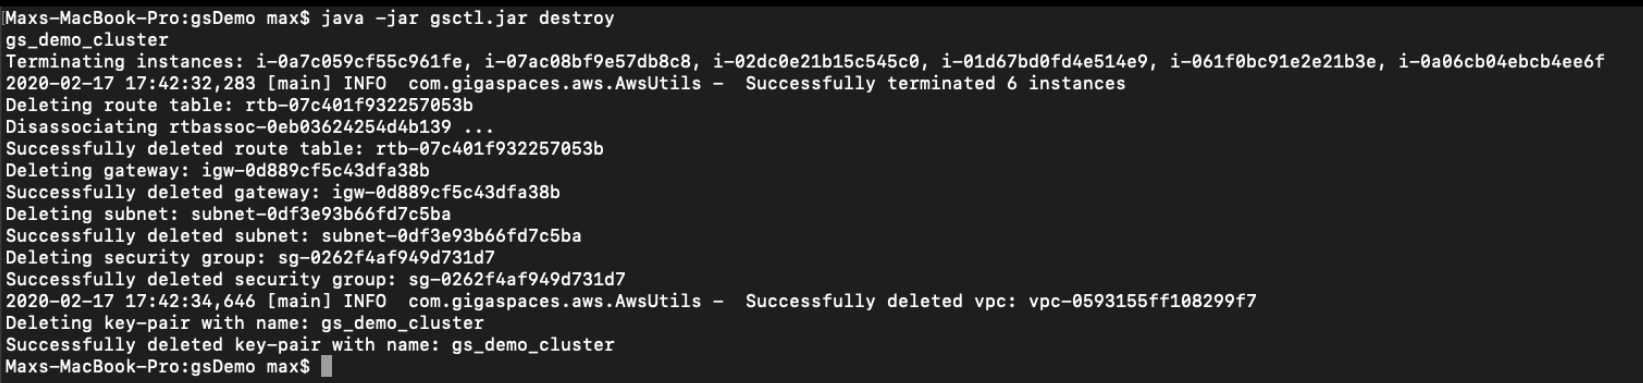 Maxs-MacBook-Pro:gsDemo max$ java -jar gsctl.jar destroy
gs_demo_cluster
Terminating instances: i-0a7c059cf55c961fe, i-07ac08bf9e57db8c8, i-02dc0e21b15c545c0, i-01d67bd0fd4e514e9, i-061f0bc91e2e21b3e, i-0a06cb04ebcb4ee6f
2020-02-17 17:42:32,283 [main] INFO  com.gigaspaces.aws.AwsUtils -  Successfully terminated 6 instances
Deleting route table: rtb-07c401f932257053b
Disassociating rtbassoc-0eb03624254d4b139 ...
Successfully deleted route table: rtb-07c401f932257053b
Deleting gateway: igw-0d889cf5c43dfa38b
Successfully deleted gateway: igw-0d889cf5c43dfa38b
Deleting subnet: subnet-0df3e93b66fd7c5ba
Successfully deleted subnet: subnet-0df3e93b66fd7c5ba
Deleting security group: sg-0262f4af949d731d7
Successfully deleted security group: sg-0262f4af949d731d7
2020-02-17 17:42:34,646 [main] INFO  com.gigaspaces.aws.AwsUtils -  Successfully deleted vpc: vpc-0593155ff108299f7
Deleting key-pair with name: gs_demo_cluster
Successfully deleted key-pair with name: gs_demo_cluster
Maxs-MacBook-Pro:gsDemo max$